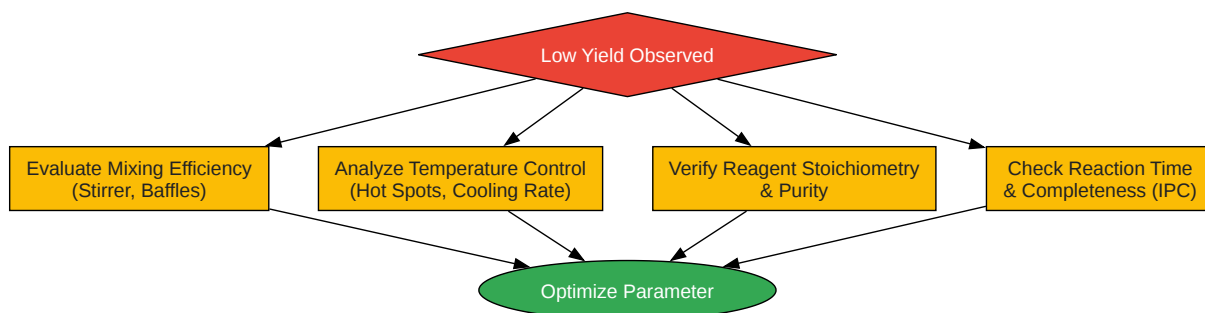 Low Yield Observed
Evaluate Mixing Efficiency
(Stirrer, Baffles)
Analyze Temperature Control
(Hot Spots, Cooling Rate)
Verify Reagent Stoichiometry
& Purity
Check Reaction Time
& Completeness (IPC)
Optimize Parameter